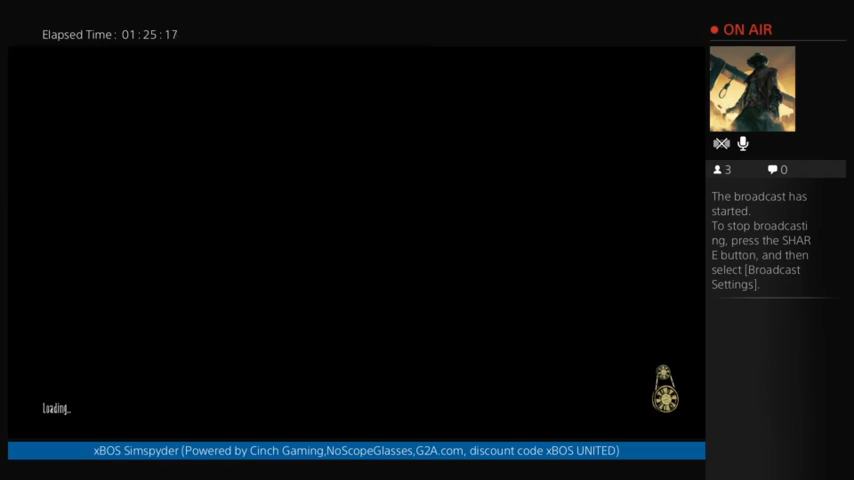 Elapsed Time: 01:25:17
ON AIR
3 0
The broadcast has
started.
To stop broadcasti
ng, press the SHAR
E button, and then
select [Broadcast
Settings].
Loading...
xBOS Simspyder (Powered by Cinch Gaming,NoScopeGlasses,G2A.com, discount code xBOS UNITED)